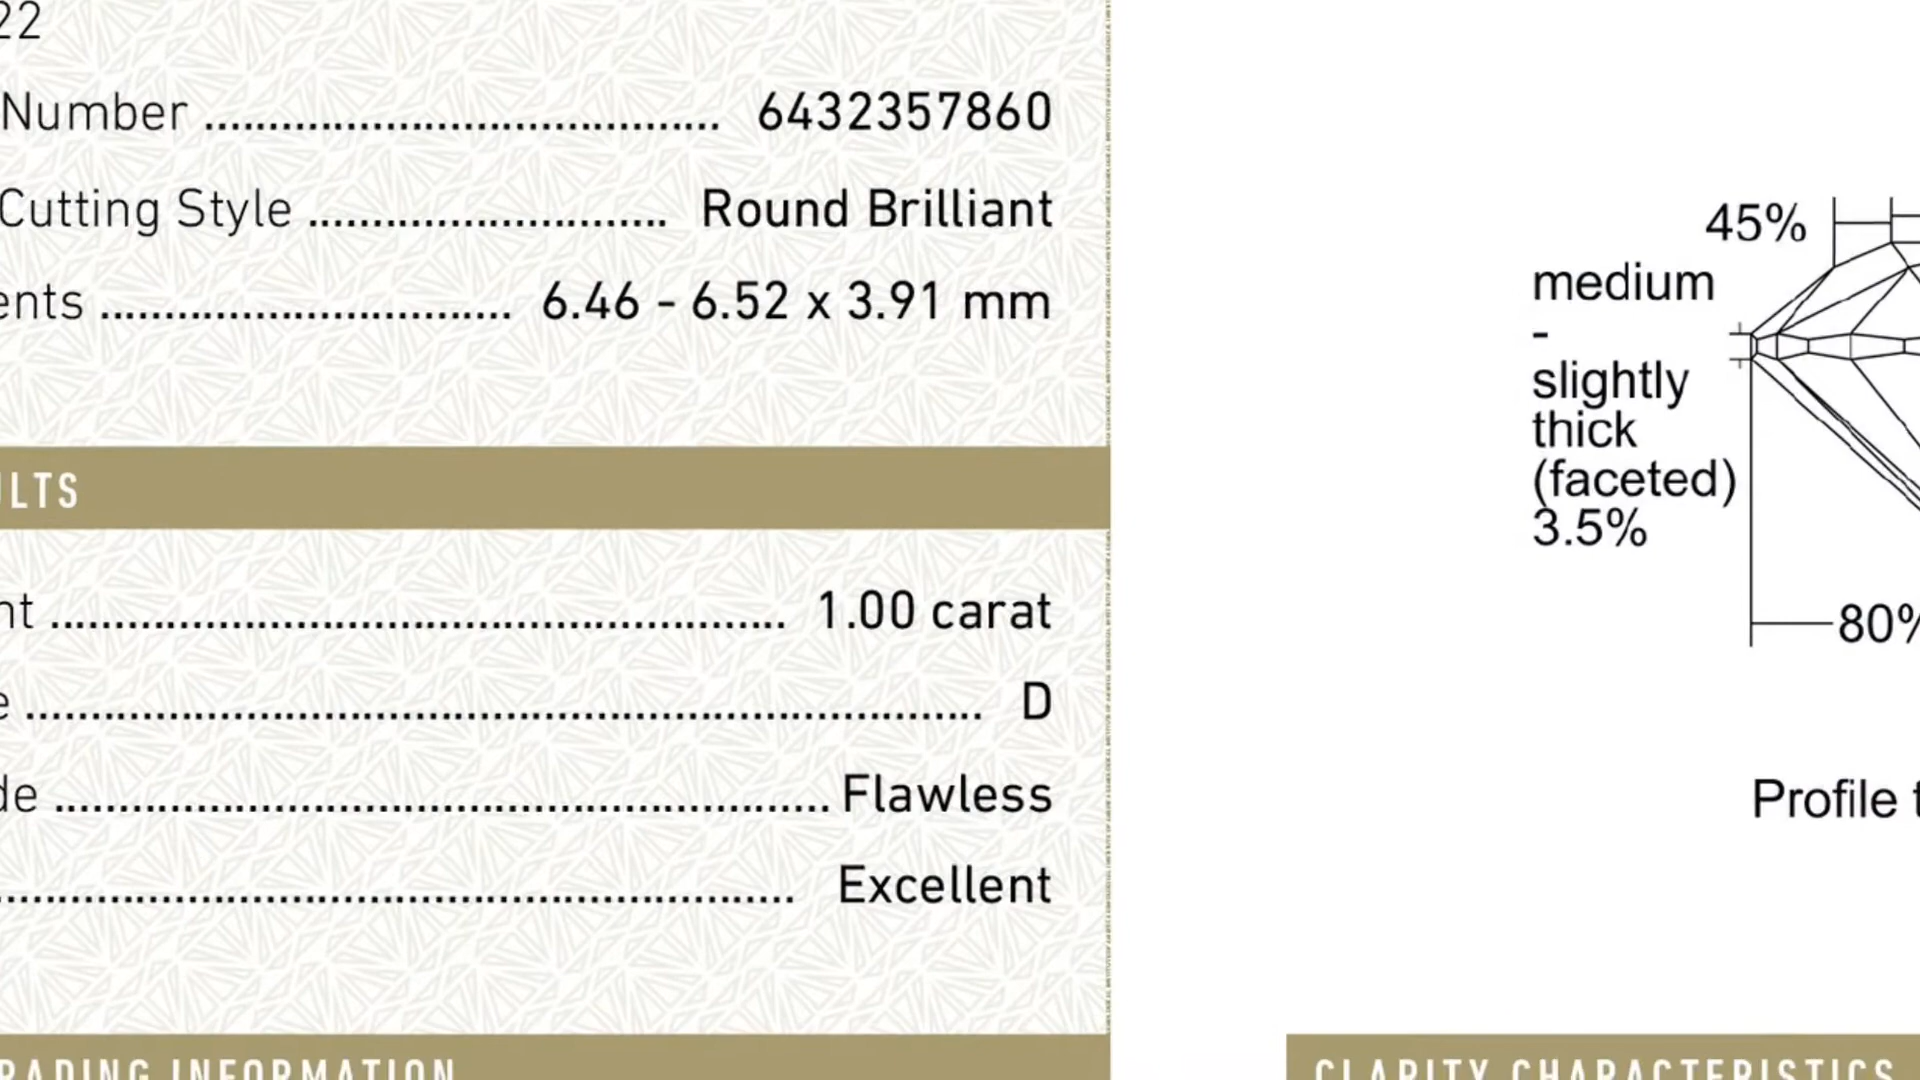 22
Number ........................................ 6432357860
Cutting Style ............................ Round Brilliant
ents ................................ 6.46 - 6.52 x 3.91 mm
ULTS
nt ......................................................... 1.00 carat
e .......................................................................... D
de ............................................................ Flawless
.............................................................. Excellent
RADING INFORMATION
45%
medium
-
slightly
thick
(faceted)
3.5%
80%
Profile t
CLARITY CHARACTERISTICS